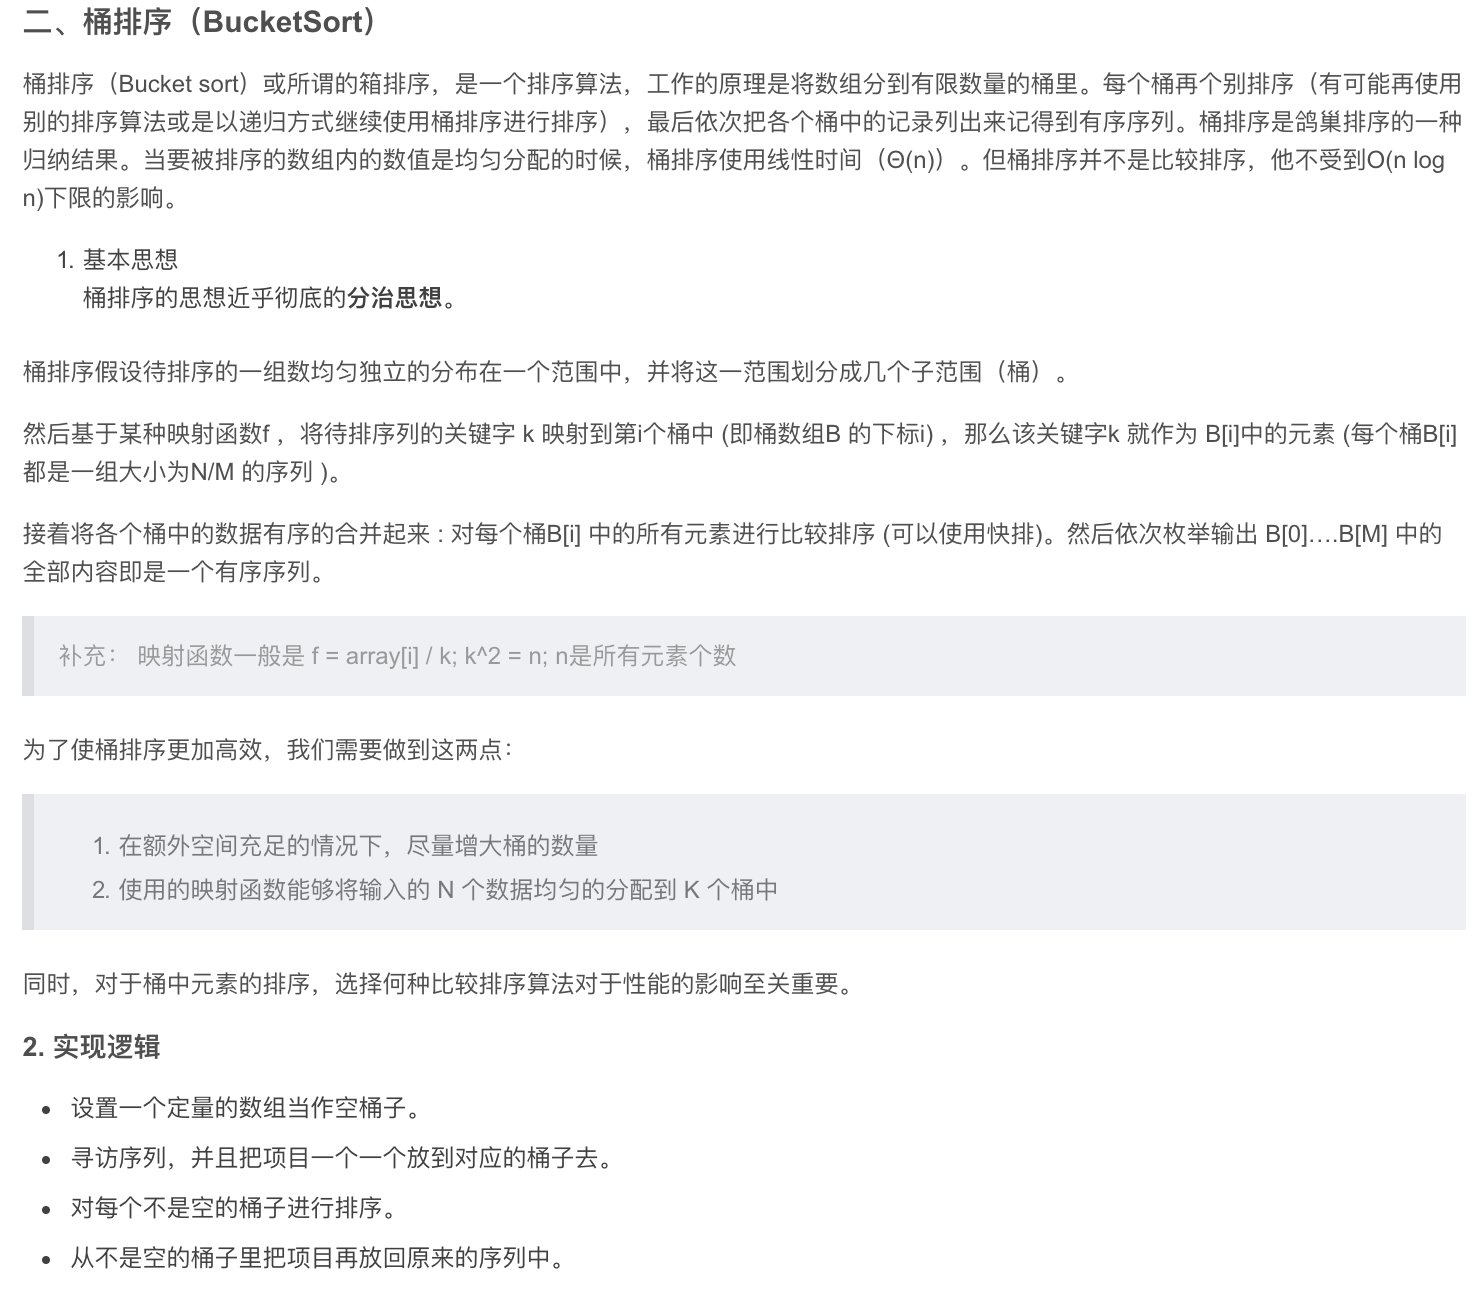 二、桶排序（BucketSort）
桶排序（Bucket sort）或所谓的箱排序，是一个排序算法，工作的原理是将数组分到有限数量的桶里。每个桶再个别排序（有可能再使用
别的排序算法或是以递归方式继续使用桶排序进行排序），最后依次把各个桶中的记录列出来记得到有序序列。桶排序是鸽巢排序的一种
归纳结果。当要被排序的数组内的数值是均匀分配的时候，桶排序使用线性时间（Θ(n)）。但桶排序并不是比较排序，他不受到O(n log
n)下限的影响。
1. 基本思想
桶排序的思想近乎彻底的分治思想。
桶排序假设待排序的一组数均匀独立的分布在一个范围中，并将这一范围划分成几个子范围（桶）。
然后基于某种映射函数f ，将待排序列的关键字 k 映射到第i个桶中 (即桶数组B 的下标i) ，那么该关键字k 就作为 B[i]中的元素 (每个桶B[i]
都是一组大小为N/M 的序列 )。
接着将各个桶中的数据有序的合并起来 : 对每个桶B[i] 中的所有元素进行比较排序 (可以使用快排)。然后依次枚举输出 B[0]….B[M] 中的
全部内容即是一个有序序列。
补充： 映射函数一般是 f = array[i] / k; k^2 = n; n是所有元素个数
为了使桶排序更加高效，我们需要做到这两点：
1. 在额外空间充足的情况下，尽量增大桶的数量
2. 使用的映射函数能够将输入的 N 个数据均匀的分配到 K 个桶中
同时，对于桶中元素的排序，选择何种比较排序算法对于性能的影响至关重要。
2. 实现逻辑
• 设置一个定量的数组当作空桶子。
• 寻访序列，并且把项目一个一个放到对应的桶子去。
• 对每个不是空的桶子进行排序。
• 从不是空的桶子里把项目再放回原来的序列中。